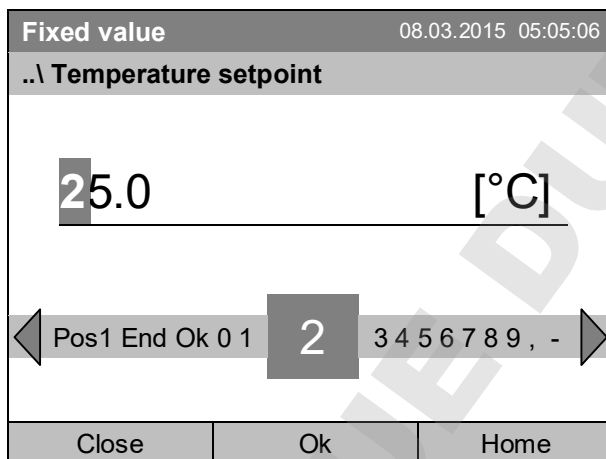 Fixed value 08.03.2015 05:05:06
..\ Temperature setpoint
25.0 [°C]
Pos1 End Ok 0 1 2 3 4 5 6 7 8 9 , -
Close Ok Home